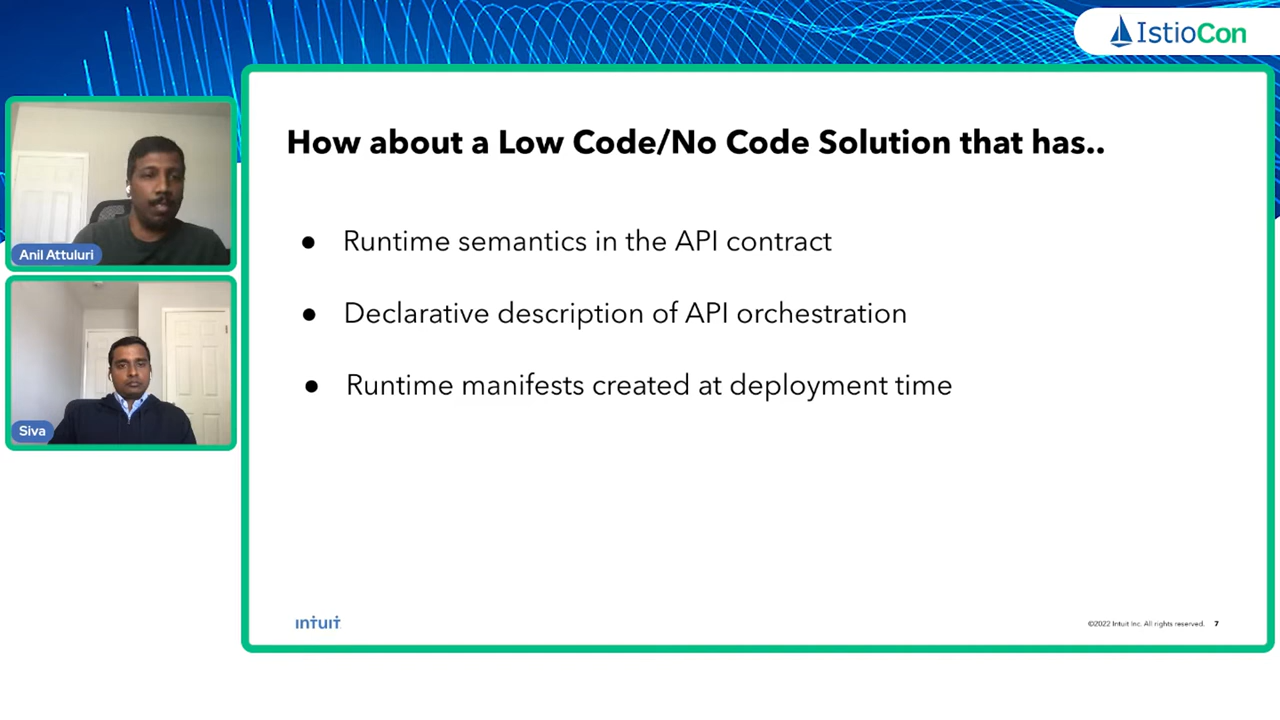 IstioCon
How about a Low Code/No Code Solution that has..
Anil Attuluri
Siva
● Runtime semantics in the API contract
● Declarative description of API orchestration
● Runtime manifests created at deployment time
INTUIT
©2022 Intuit Inc. All rights reserved. 7